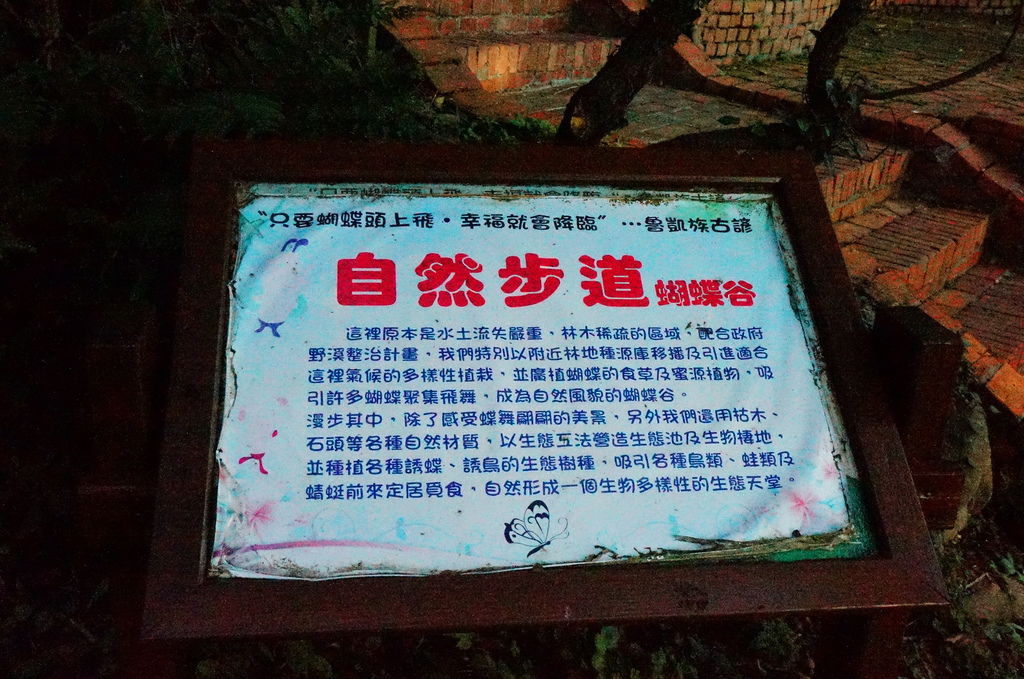 “只要蝴蝶頭上飛・幸福就會降臨”…魯凱族古諺
自然步道 蝴蝶谷
這裡原本是水土流失嚴重，林木稀疏的區域，配合政府
野溪整治計畫，我們特別以附近林地種源庫移播及引進適合
這裡氣候的多樣性植栽，並廣植蝴蝶的食草及蜜源植物，吸
引許多蝴蝶聚集飛舞，成為自然風貌的蝴蝶谷。
漫步其中，除了感受蝶舞翩翩的美景，另外我們還用枯木、
石頭等各種自然材質，以生態工法營造生態池及生物棲地，
並種植各種誘蝶、誘鳥的生態樹種，吸引各種鳥類、蛙類及
蜻蜓前來定居覓食，自然形成一個生物多樣性的生態天堂。